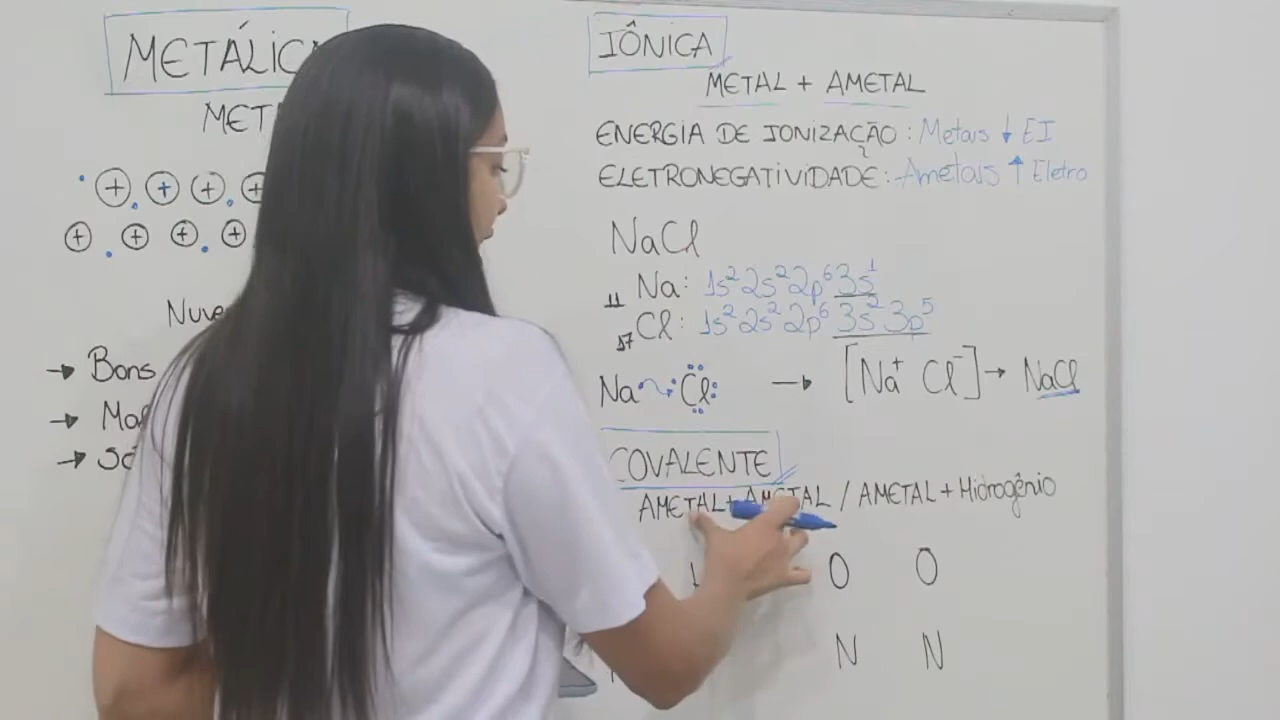 METÁLIC
MET
Nuve
→ Bons
→ Mal
→ Só
IÔNICA
METAL + AMETAL
ENERGIA DE IONIZAÇÃO : Metais ↓ EI
ELETRONEGATIVIDADE : Ametais ↑ Eletro
NaCl
11 Na: 1s² 2s² 2p⁶ 3s¹
17 Cl: 1s² 2s² 2p⁶ 3s² 3p⁵
Na Cl → [Na⁺ Cl⁻] → NaCl
COVALENTE
AMETAL + AMETAL / AMETAL + Hidrogênio
O O
N N